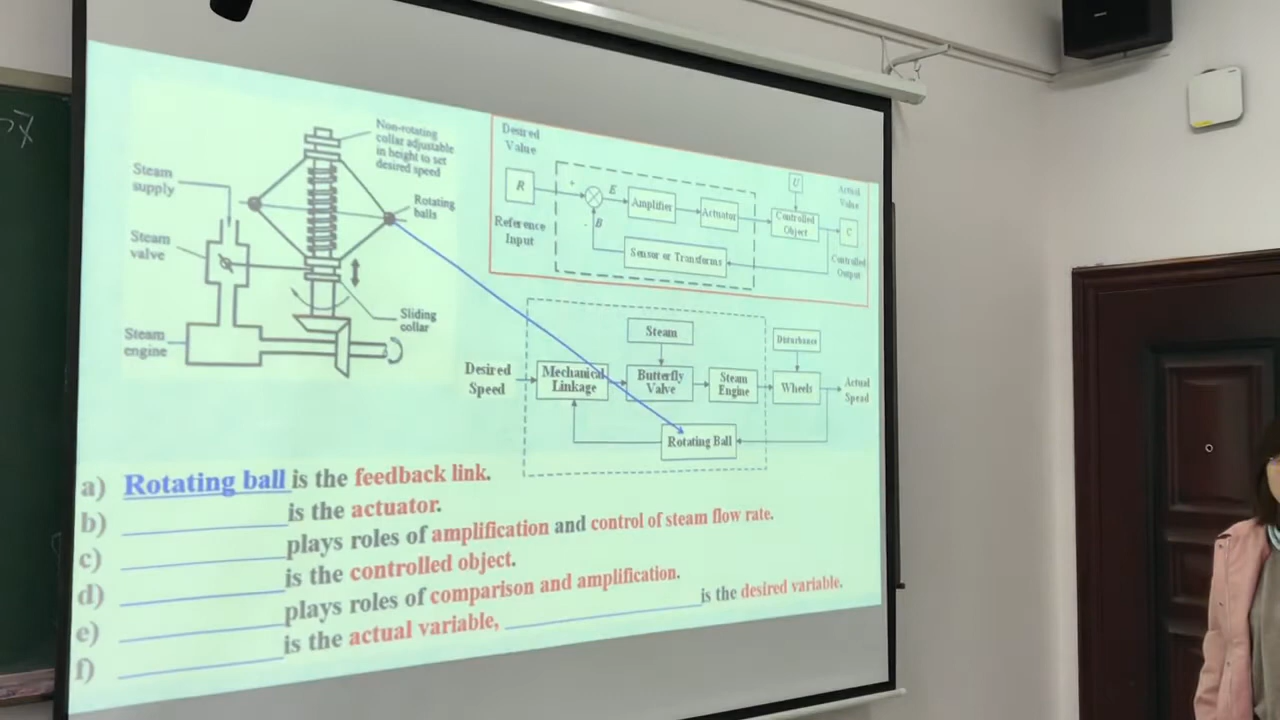 Non-rotating
collar adjustable
in height to set
desired speed
Steam
supply
Rotating
balls
Steam
valve
Sliding
collar
Steam
engine
Desired
Value
R
Reference
Input
+
E
- B
Amplifier
Actuator
Sensor or Transforms
U
Controlled
Object
Actual
Value
C
Controlled
Output
Desired
Speed
Mechanical
Linkage
Steam
Butterfly
Valve
Steam
Engine
Disturbance
Wheels
Actual
Speed
Rotating Ball
a) Rotating ball is the feedback link.
b) is the actuator.
c) plays roles of amplification and control of steam flow rate.
d) is the controlled object.
e) plays roles of comparison and amplification.
f) is the actual variable, is the desired variable.